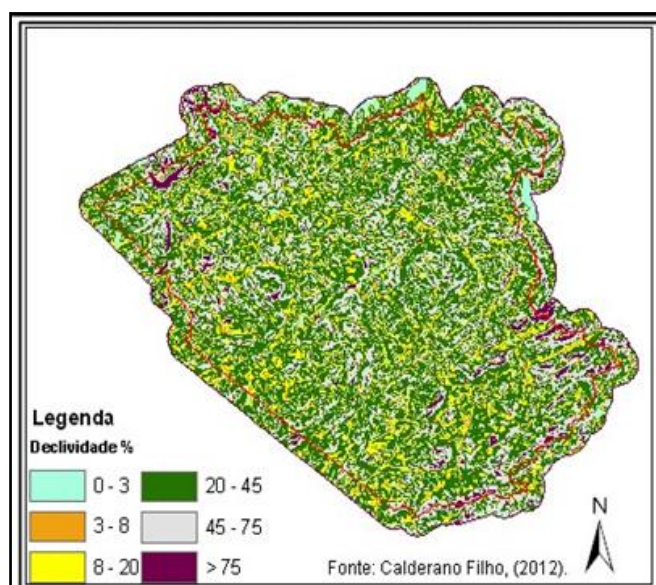 N
Legenda
Declividade %
0 - 3
20 - 45
3 - 8
45 - 75
8 - 20
> 75
Fonte: Calderano Filho, (2012).